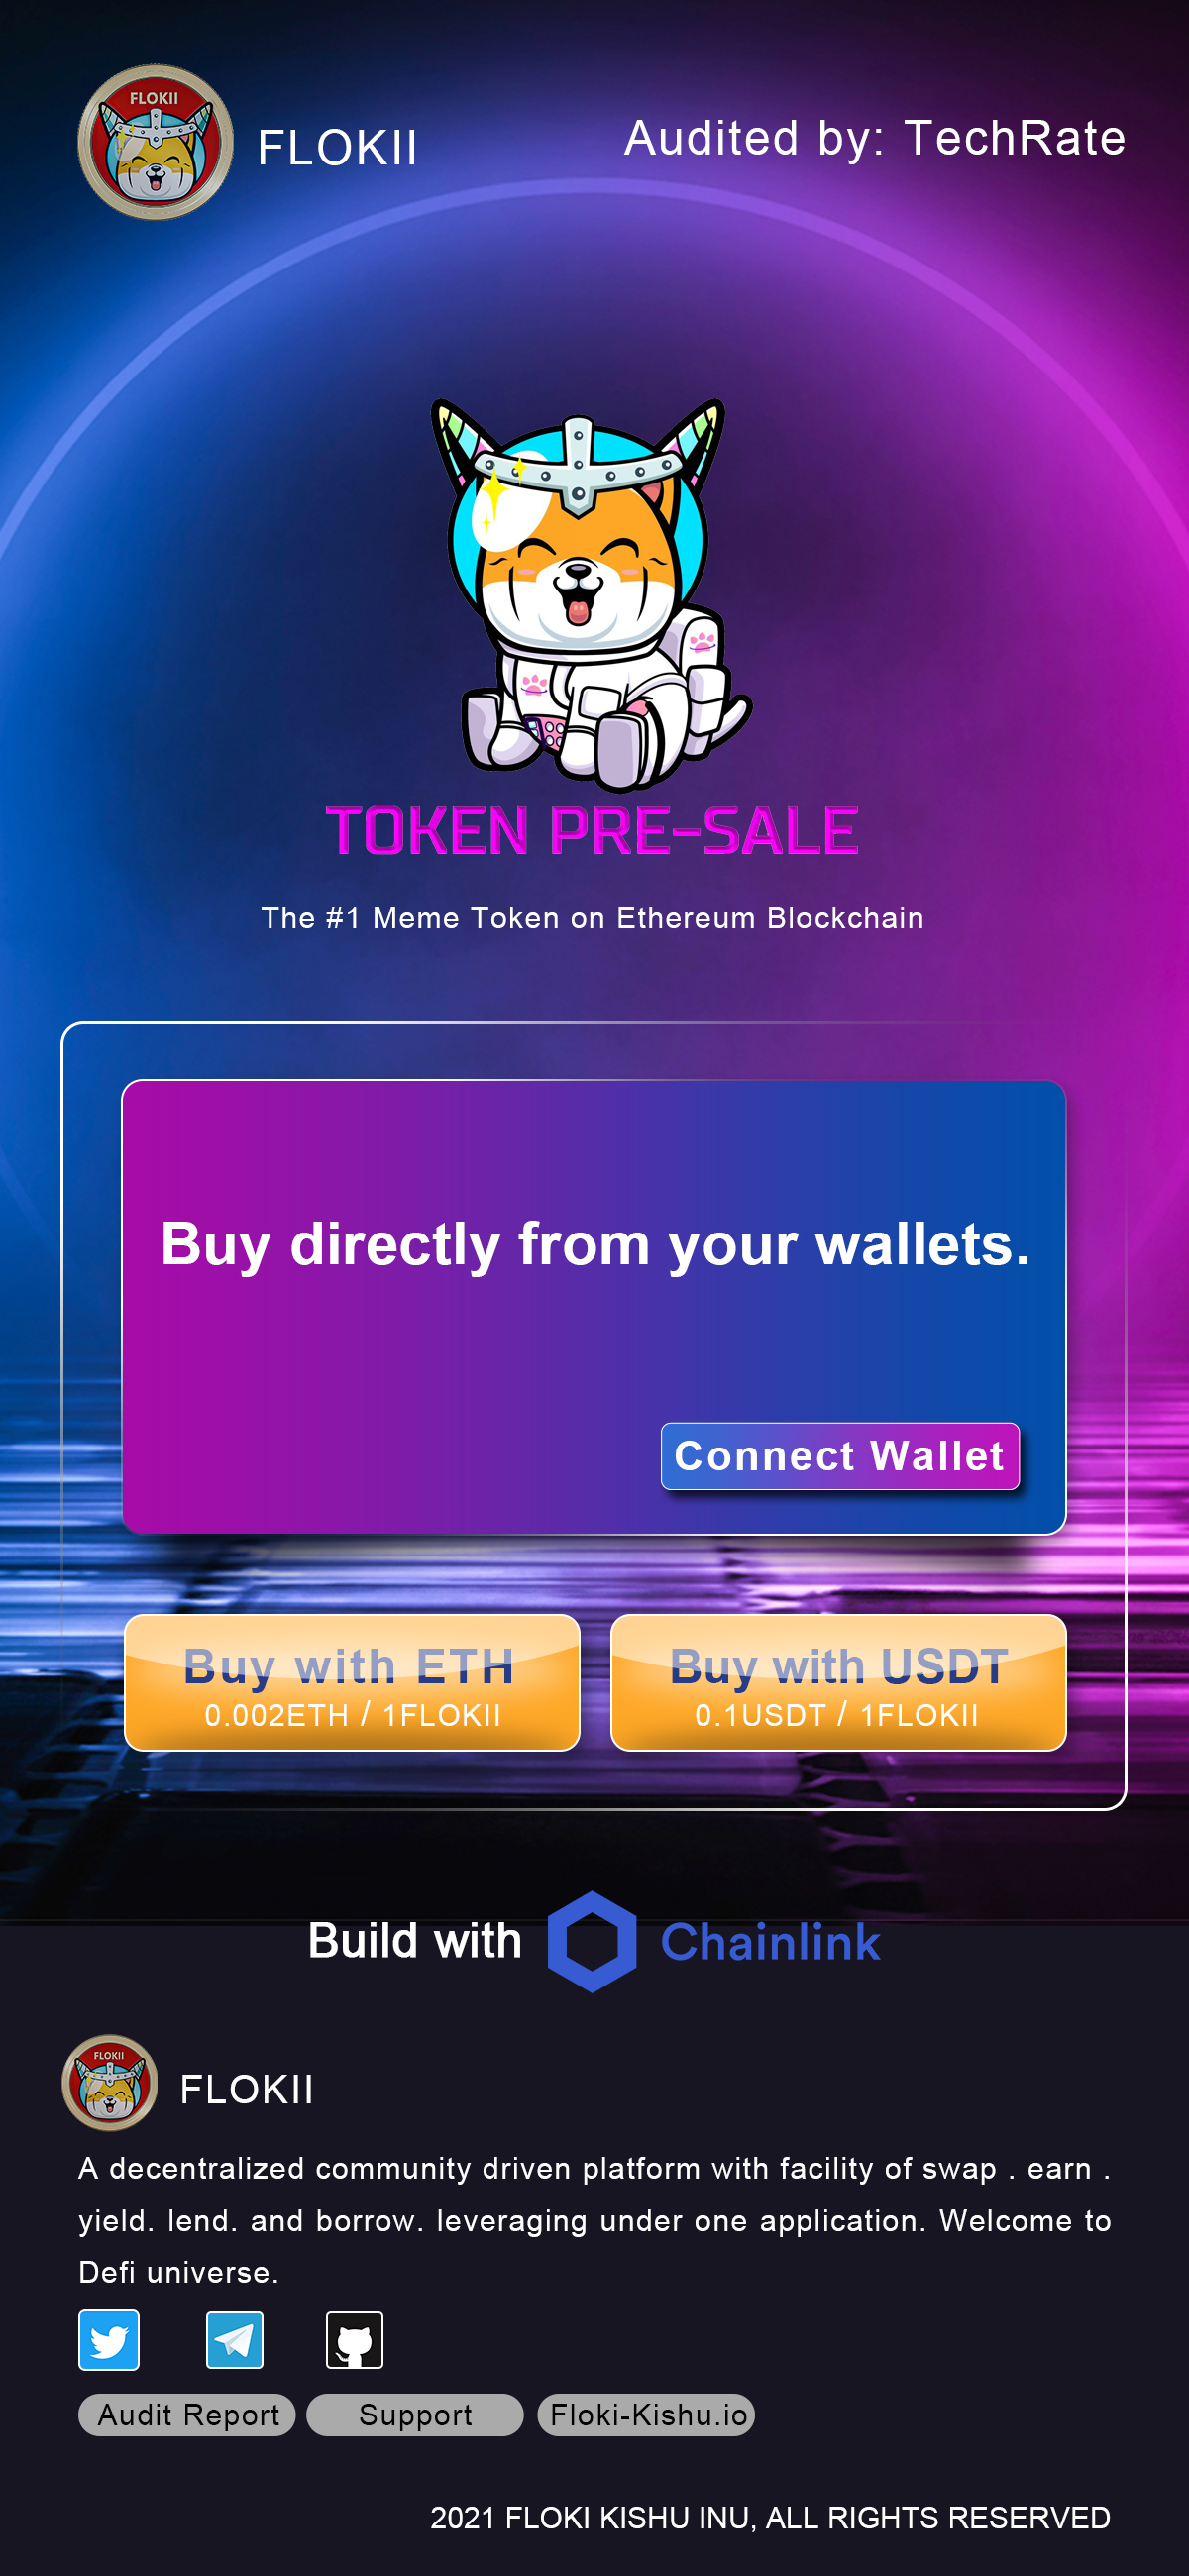 FLOKII
FLOKII
Audited by: TechRate
TOKEN PRE-SALE
The #1 Meme Token on Ethereum Blockchain
Buy directly from your wallets.
Connect Wallet
Buy with ETH
0.002ETH / 1FLOKII
Buy with USDT
0.1USDT / 1FLOKII
Build with Chainlink
FLOKII
FLOKII
A decentralized community driven platform with facility of swap . earn .
yield. lend. and borrow. leveraging under one application. Welcome to
Defi universe.
Audit Report
Support
Floki-Kishu.io
2021 FLOKI KISHU INU, ALL RIGHTS RESERVED